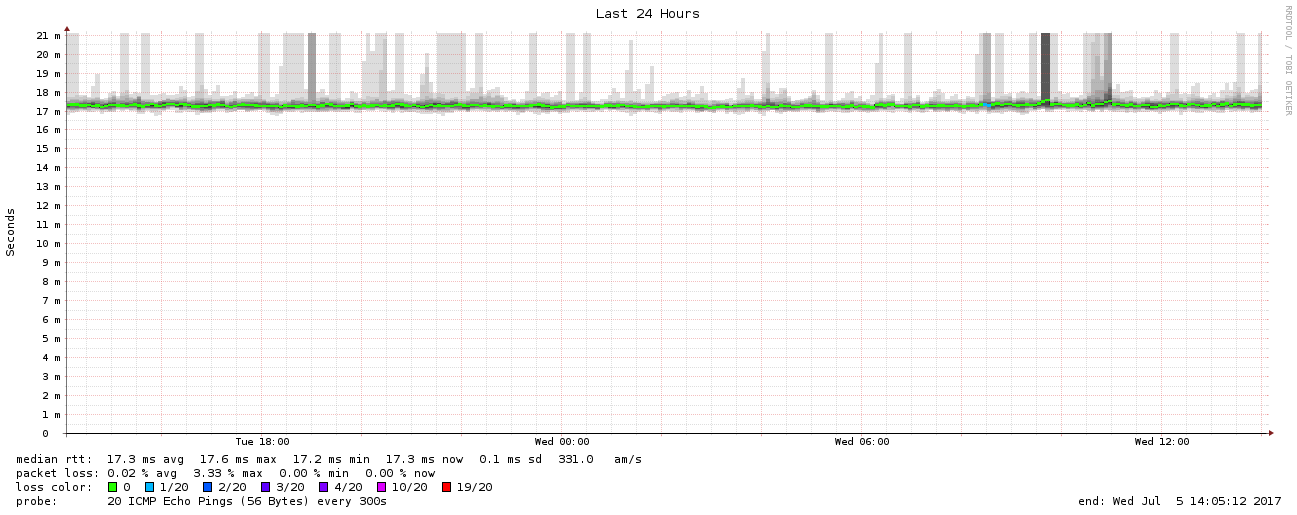 Last 24 Hours
RRDTOOL / TOBI OETIKER
21 m
20 m
19 m
18 m
17 m
16 m
15 m
14 m
13 m
12 m
11 m
10 m
9 m
8 m
7 m
6 m
5 m
4 m
3 m
2 m
1 m
0
Seconds
Tue 18:00 Wed 00:00 Wed 06:00 Wed 12:00
median rtt: 17.3 ms avg 17.6 ms max 17.2 ms min 17.3 ms now 0.1 ms sd 331.0 am/s
packet loss: 0.02 % avg 3.33 % max 0.00 % min 0.00 % now
loss color: 0 1/20 2/20 3/20 4/20 10/20 19/20
probe: 20 ICMP Echo Pings (56 Bytes) every 300s end: Wed Jul 5 14:05:12 2017